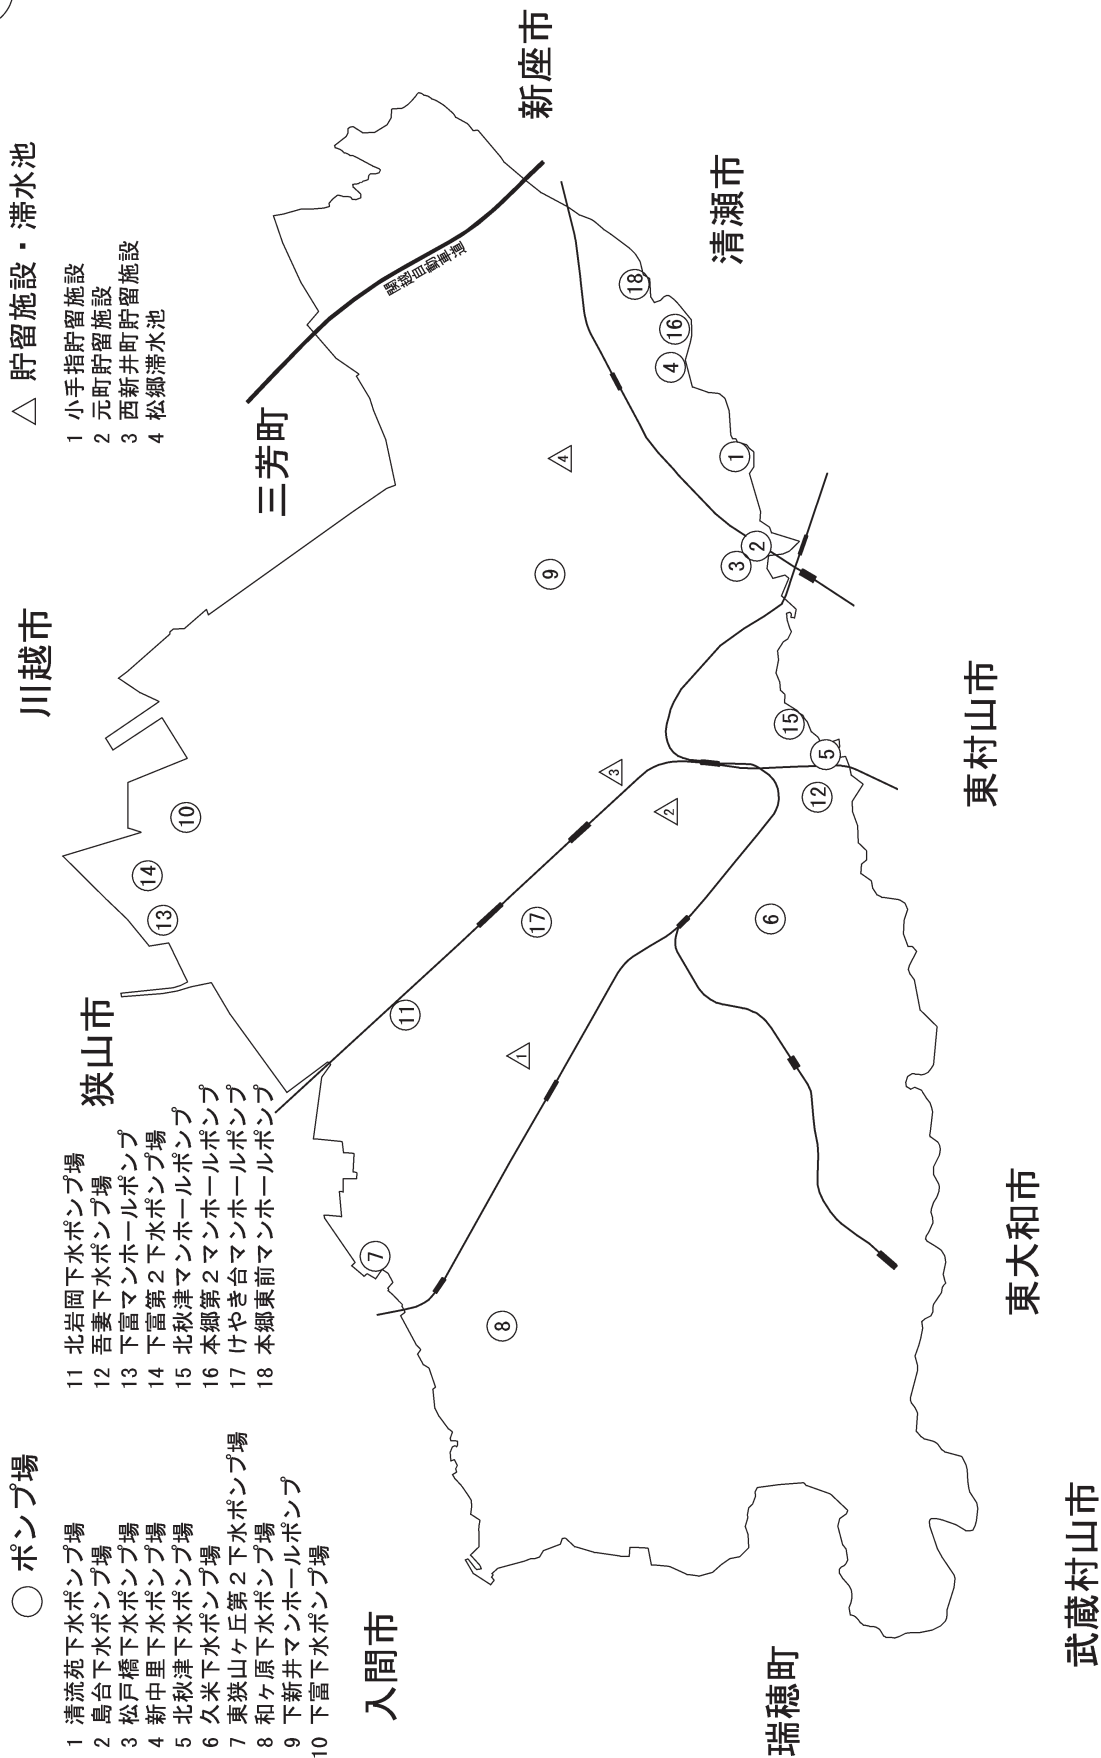 ○ ポンプ場
1 清流苑下水ポンプ場
2 島台下水ポンプ場
3 松戸橋下水ポンプ場
4 新中里下水ポンプ場
5 北秋津下水ポンプ場
6 久米下水ポンプ場
7 東狭山ヶ丘第2下水ポンプ場
8 和ヶ原下水ポンプ場
9 下新井マンホールポンプ
10 下富下水ポンプ場
11 北岩岡下水ポンプ場
12 吾妻下水ポンプ場
13 下富マンホールポンプ
14 下富第2下水ポンプ場
15 北秋津マンホールポンプ
16 本郷第2マンホールポンプ
17 けやき台マンホールポンプ
18 本郷東前マンホールポンプ
△ 貯留施設・滞水池
1 小手指貯留施設
2 元町貯留施設
3 西新井町貯留施設
4 松郷滞水池
川越市
狭山市
三芳町
関越自動車道
新座市
清瀬市
入間市
東村山市
瑞穂町
東大和市
武蔵村山市
13
14
10
7
11
8
1
17
3
2
9
4
6
12
5
15
3
2
1
4
16
18